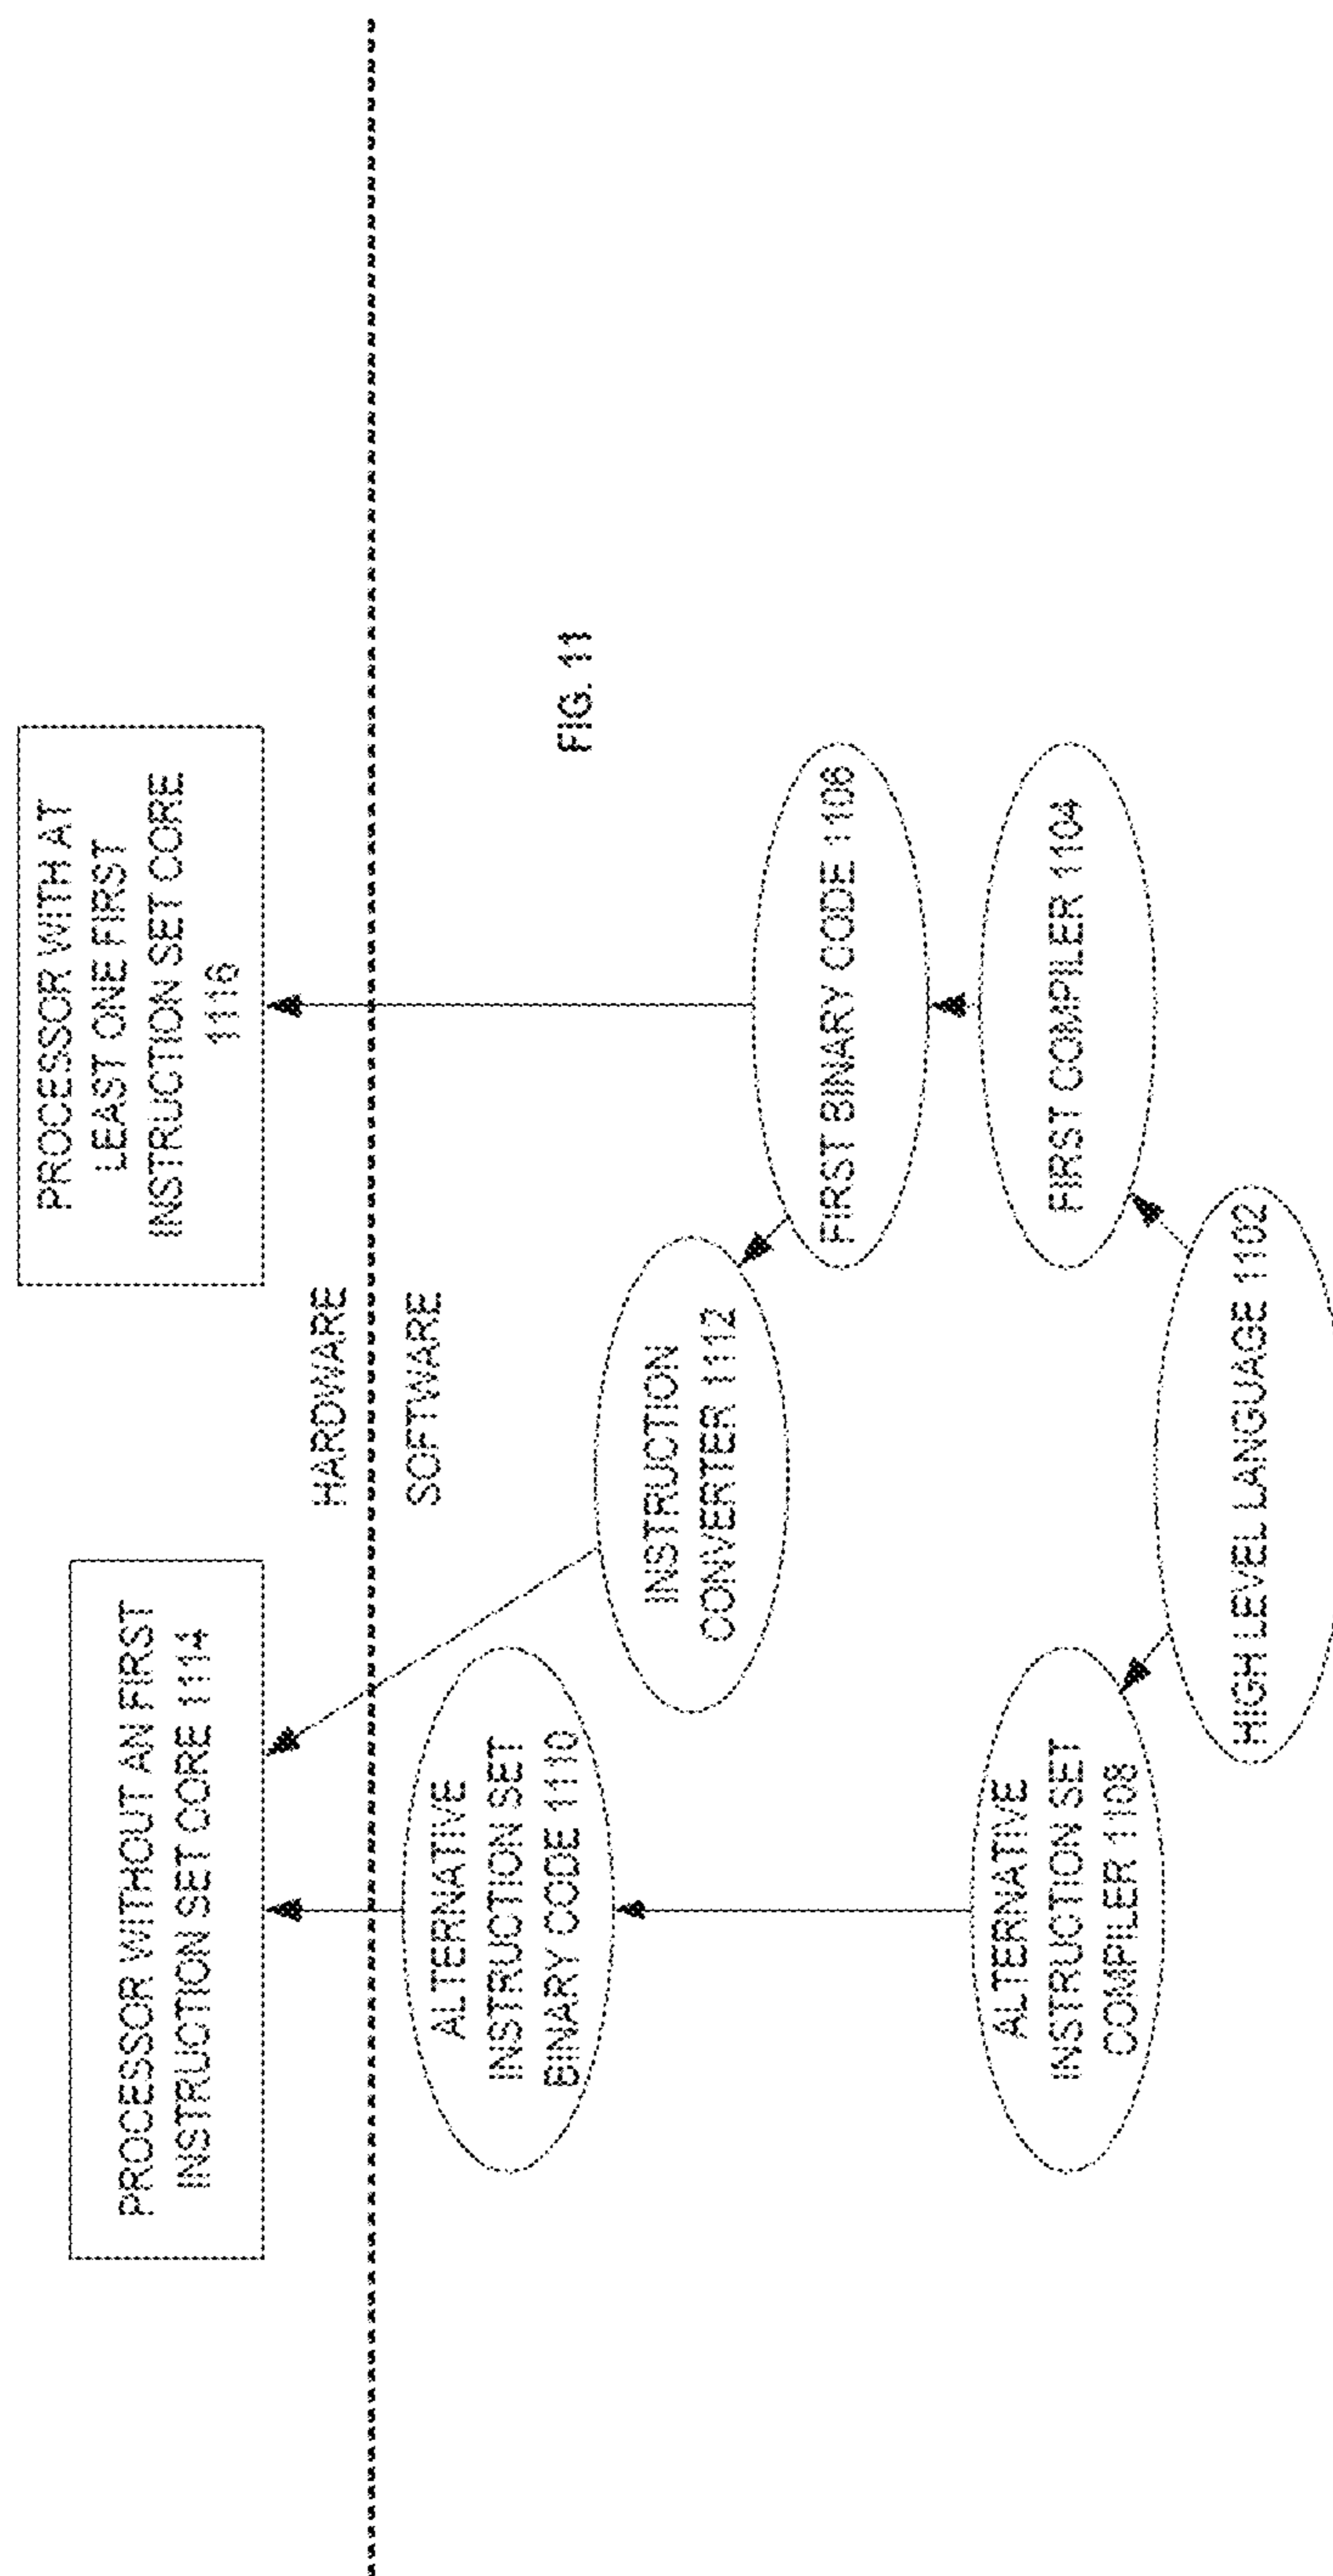 PROCESSOR WITHOUT AN FIRST
INSTRUCTION SET CORE 1114
PROCESSOR WITH AT
LEAST ONE FIRST
INSTRUCTION SET CORE
1116
HARDWARE
SOFTWARE
ALTERNATIVE
INSTRUCTION SET
BINARY CODE 1110
INSTRUCTION
CONVERTER 1112
FIG. 11
FIRST BINARY CODE 1106
ALTERNATIVE
INSTRUCTION SET
COMPILER 1108
FIRST COMPILER 1104
HIGH LEVEL LANGUAGE 1102